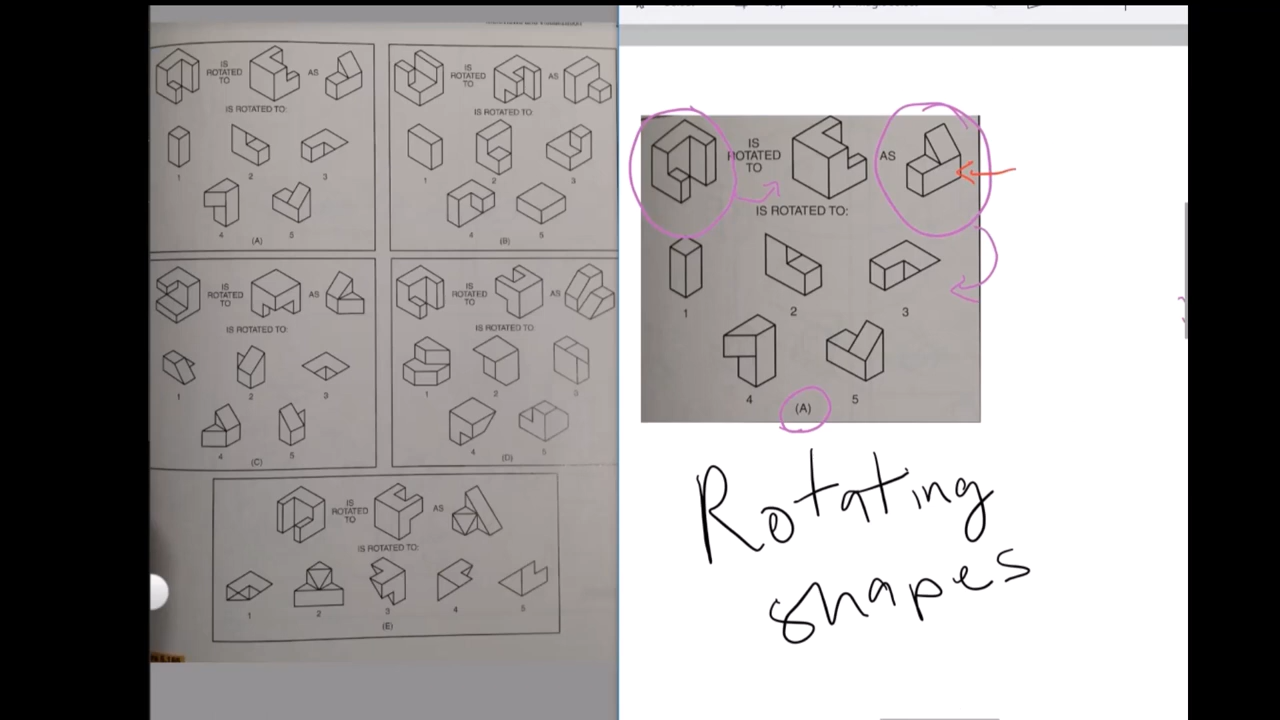 IS
ROTATED
TO
AS
IS ROTATED TO:
1
2
3
4
5
(A)
IS
ROTATED
TO
AS
IS ROTATED TO:
1
2
3
4
5
(B)
IS
ROTATED
TO
AS
IS ROTATED TO:
1
2
3
4
5
(C)
IS
ROTATED
TO
AS
IS ROTATED TO:
1
2
3
4
5
(D)
IS
ROTATED
TO
AS
IS ROTATED TO:
1
2
3
4
5
(E)
IS
ROTATED
TO
AS
IS ROTATED TO:
1
2
3
4
5
(A)
Rotating
shapes